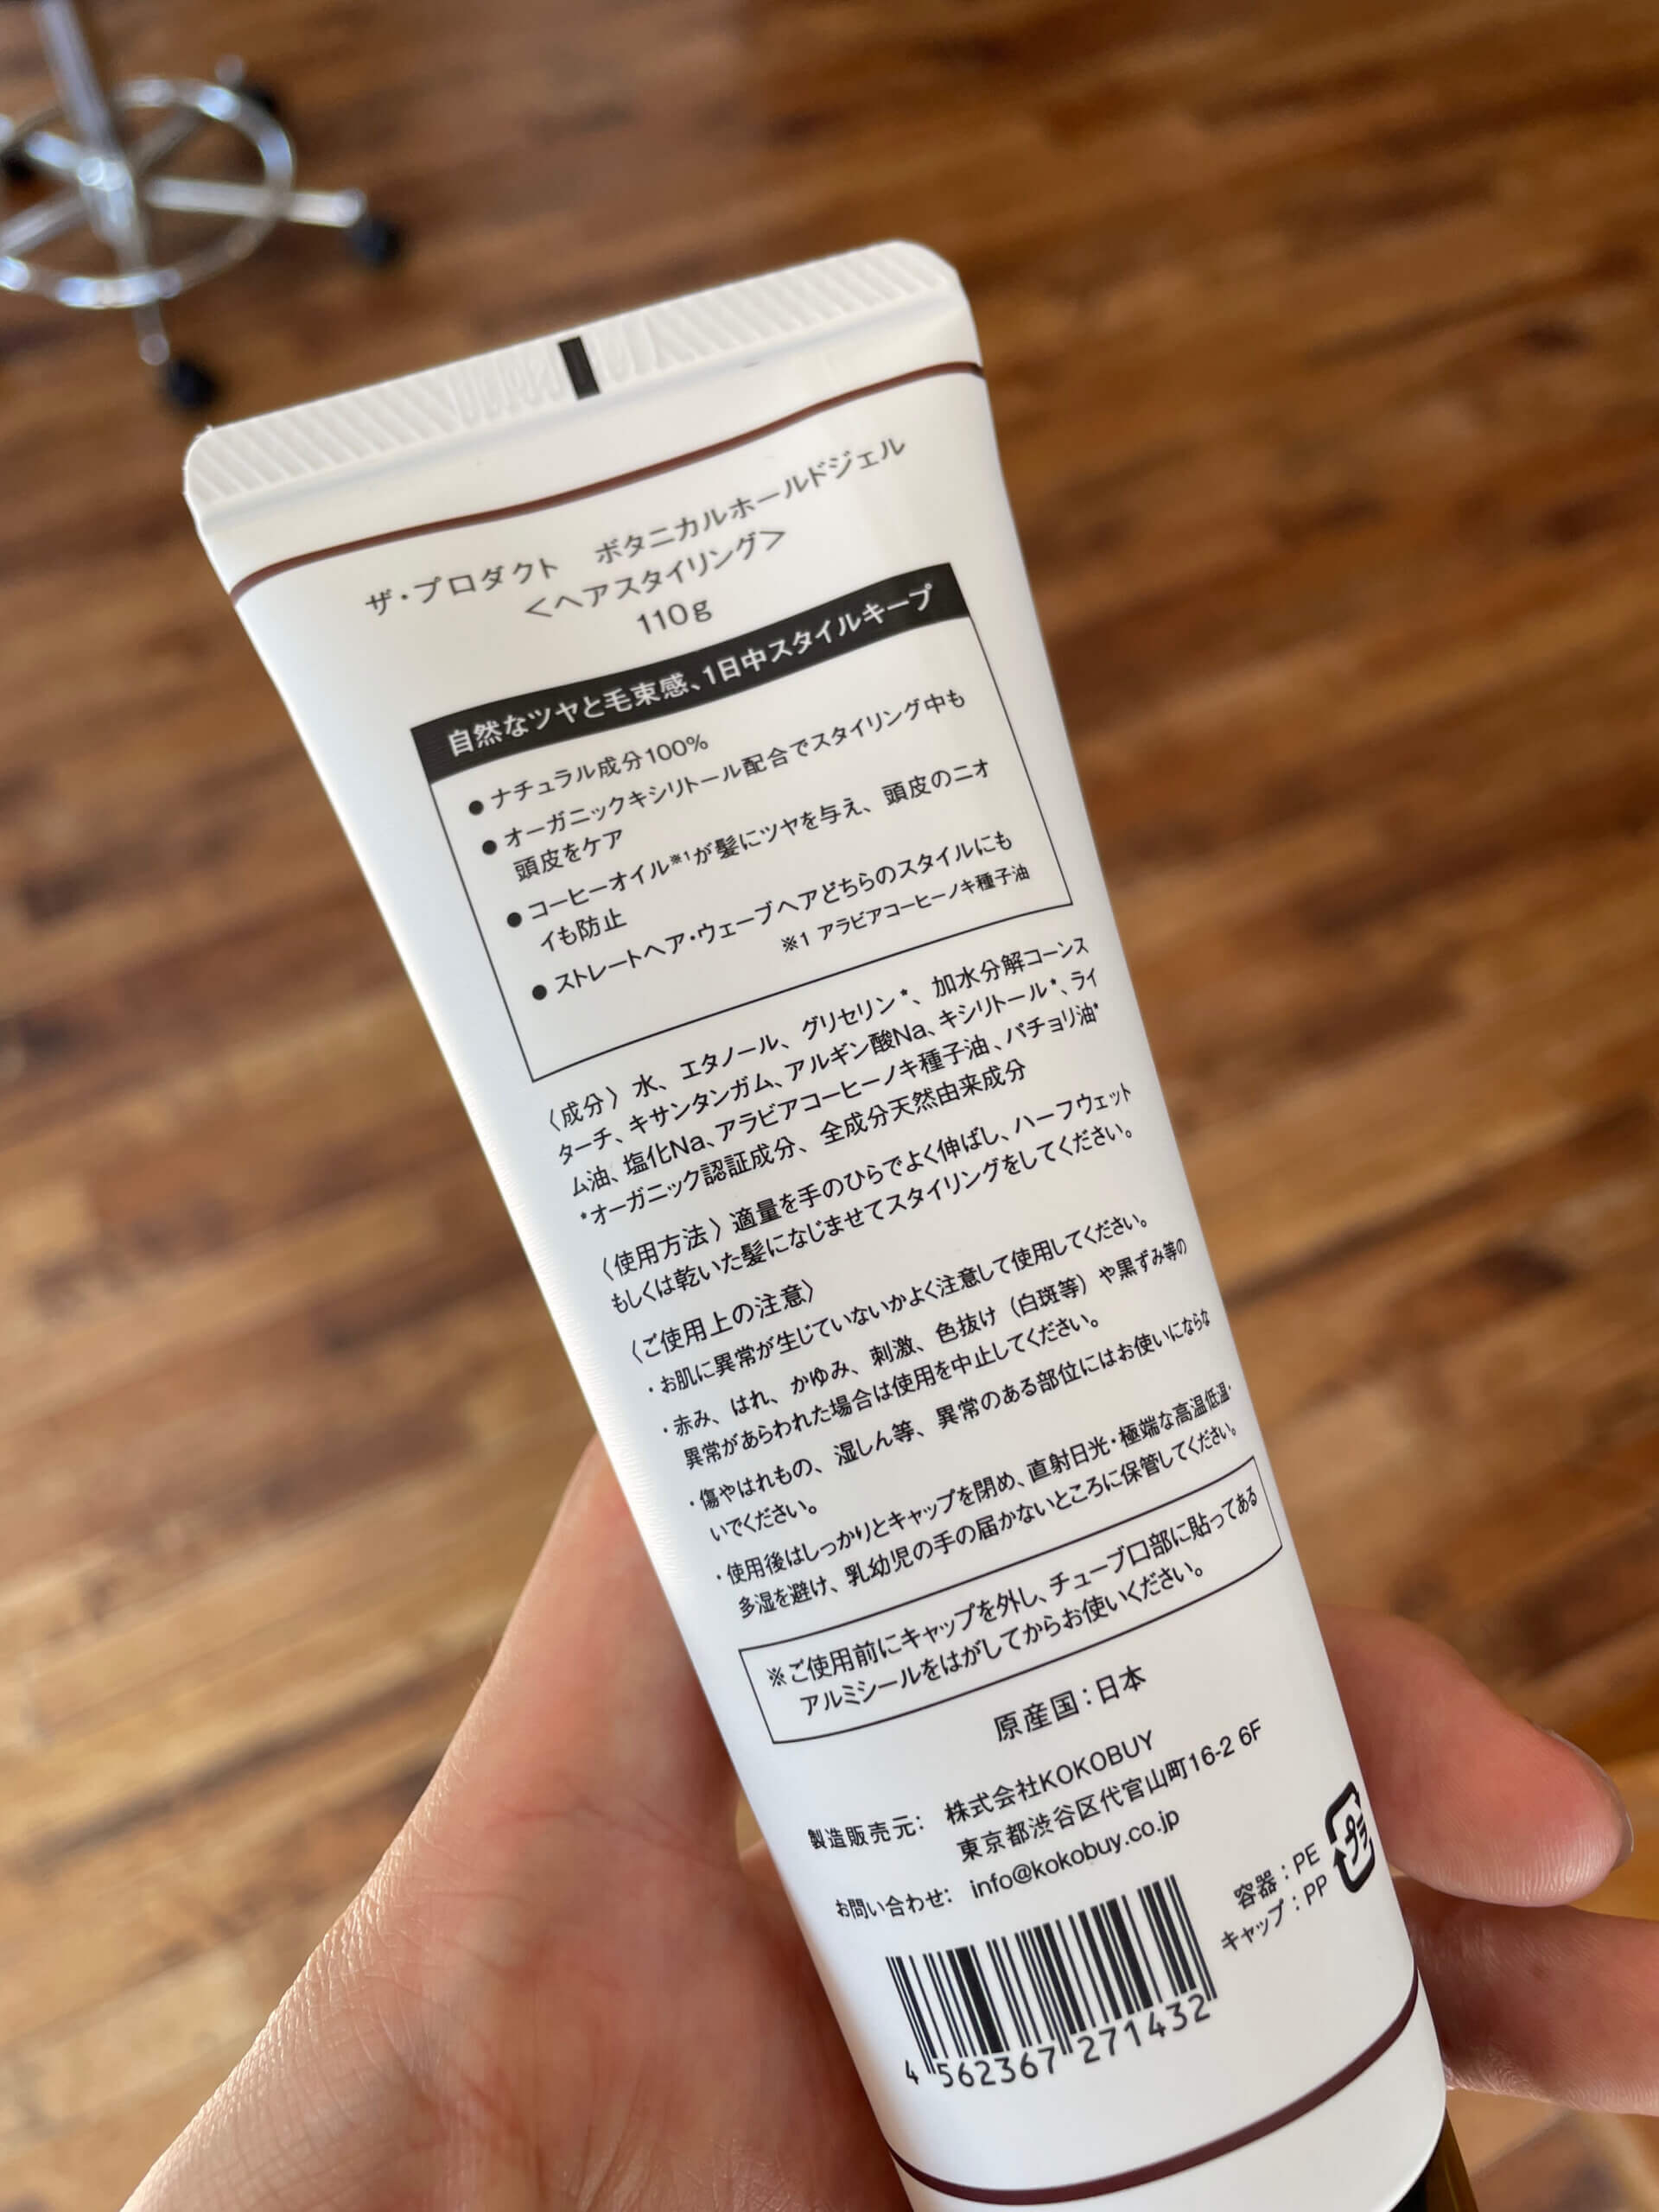 ザ・プロダクト ボタニカルホールドジェル
<ヘアスタイリング>
110g
自然なツヤと毛束感、1日中スタイルキープ
● ナチュラル成分100%
● オーガニックキシリトール配合でスタイリング中も
頭皮をケア
● コーヒーオイル※1が髪にツヤを与え、頭皮のニオ
イも防止
● ストレートヘア・ウェーブヘアどちらのスタイルにも
※1 アラビアコーヒーノキ種子油
〈成分〉水、エタノール、グリセリン*、加水分解コーンス
ターチ、キサンタンガム、アルギン酸Na、キシリトール*、ライ
ム油、塩化Na、アラビアコーヒーノキ種子油、パチョリ油*
*オーガニック認証成分、全成分天然由来成分
〈使用方法〉適量を手のひらでよく伸ばし、ハーフウェット
もしくは乾いた髪になじませてスタイリングをしてください。
〈ご使用上の注意〉
・お肌に異常が生じていないかよく注意して使用してください。
・赤み、はれ、かゆみ、刺激、色抜け（白斑等）や黒ずみ等の
異常があらわれた場合は使用を中止してください。
・傷やはれもの、湿しん等、異常のある部位にはお使いにならな
いでください。
・使用後はしっかりとキャップを閉め、直射日光・極端な高温低温・
多湿を避け、乳幼児の手の届かないところに保管してください。
※ご使用前にキャップを外し、チューブ口部に貼ってある
アルミシールをはがしてからお使いください。
原産国：日本
製造販売元： 株式会社KOKOBUY
東京都渋谷区代官山町16-2 6F
お問い合わせ： info@kokobuy.co.jp
容器：PE
キャップ：PP
プラ
4 562367 271432